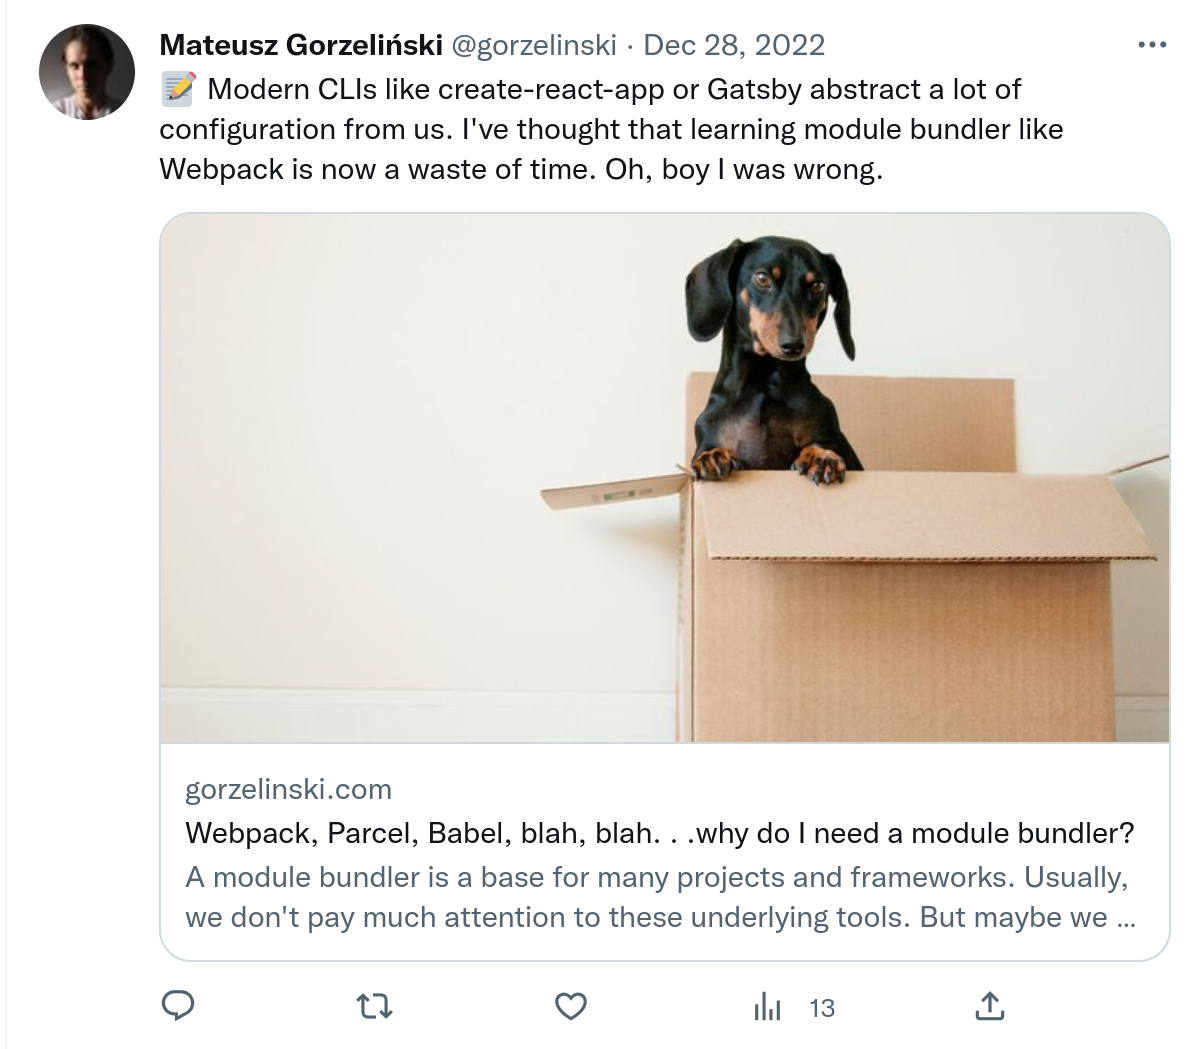 Mateusz Gorzeliński @gorzelinski · Dec 28, 2022
📝 Modern CLIs like create-react-app or Gatsby abstract a lot of
configuration from us. I've thought that learning module bundler like
Webpack is now a waste of time. Oh, boy I was wrong.
gorzelinski.com
Webpack, Parcel, Babel, blah, blah. . .why do I need a module bundler?
A module bundler is a base for many projects and frameworks. Usually,
we don't pay much attention to these underlying tools. But maybe we ...
13